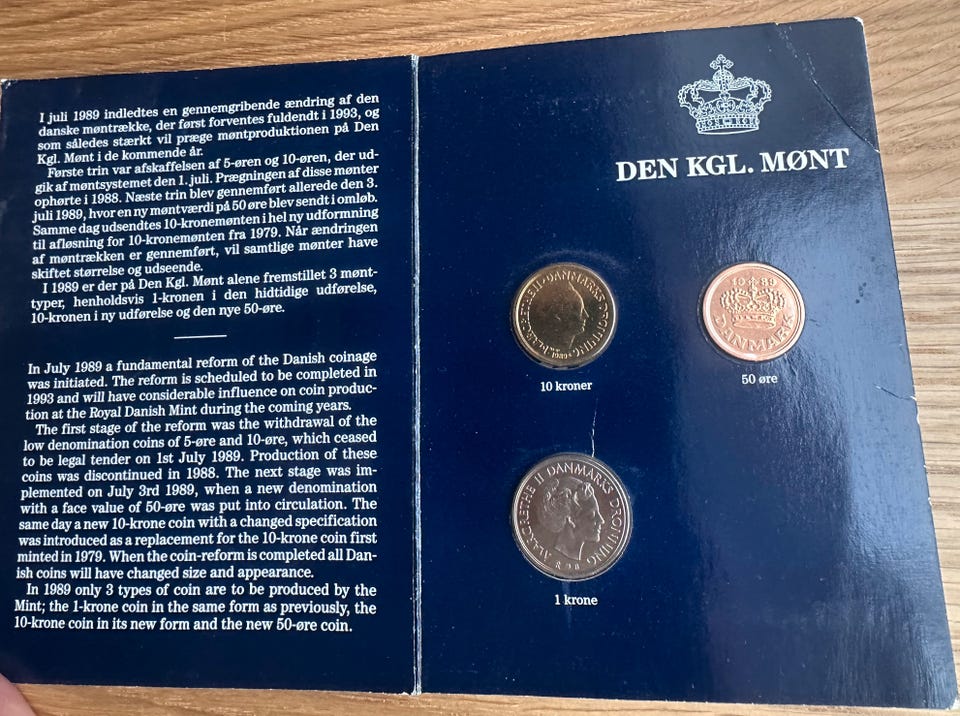 I juli 1989 indledtes en gennemgribende ændring af den
danske møntrække, der først forventes fuldendt i 1993, og
som således stærkt vil præge møntproduktionen på Den
Kgl. Mønt i de kommende år.
Første trin var afskaffelsen af 5-øren og 10-øren, der ud-
gik af møntsystemet den 1. juli. Prægningen af disse mønter
ophørte i 1988. Næste trin blev gennemført allerede den 3.
juli 1989, hvor en ny møntværdi på 50 øre blev sendt i omløb.
Samme dag udsendtes 10-kronemønten i hel ny udformning
til afløsning for 10-kronemønten fra 1979. Når ændringen
af møntrækken er gennemført, vil samtlige mønter have
skiftet størrelse og udseende.
I 1989 er der på Den Kgl. Mønt alene fremstillet 3 mønt-
typer, henholdsvis 1-kronen i den hidtidige udførelse,
10-kronen i ny udførelse og den nye 50-øre.
In July 1989 a fundamental reform of the Danish coinage
was initiated. The reform is scheduled to be completed in
1993 and will have considerable influence on coin produc-
tion at the Royal Danish Mint during the coming years.
The first stage of the reform was the withdrawal of the
low denomination coins of 5-øre and 10-øre, which ceased
to be legal tender on 1st July 1989. Production of these
coins was discontinued in 1988. The next stage was im-
plemented on July 3rd 1989, when a new denomination
with a face value of 50-øre was put into circulation. The
same day a new 10-krone coin with a changed specification
was introduced as a replacement for the 10-krone coin first
minted in 1979. When the coin-reform is completed all Dan-
ish coins will have changed size and appearance.
In 1989 only 3 types of coin are to be produced by the
Mint; the 1-krone coin in the same form as previously, the
10-krone coin in its new form and the new 50-øre coin.
DEN KGL. MØNT
MARGRETHE II DANMARKS DRONNING
1989
10 kroner
1989
DANMARK
50 øre
MARGRETHE II DANMARKS DRONNING
R B
1 krone